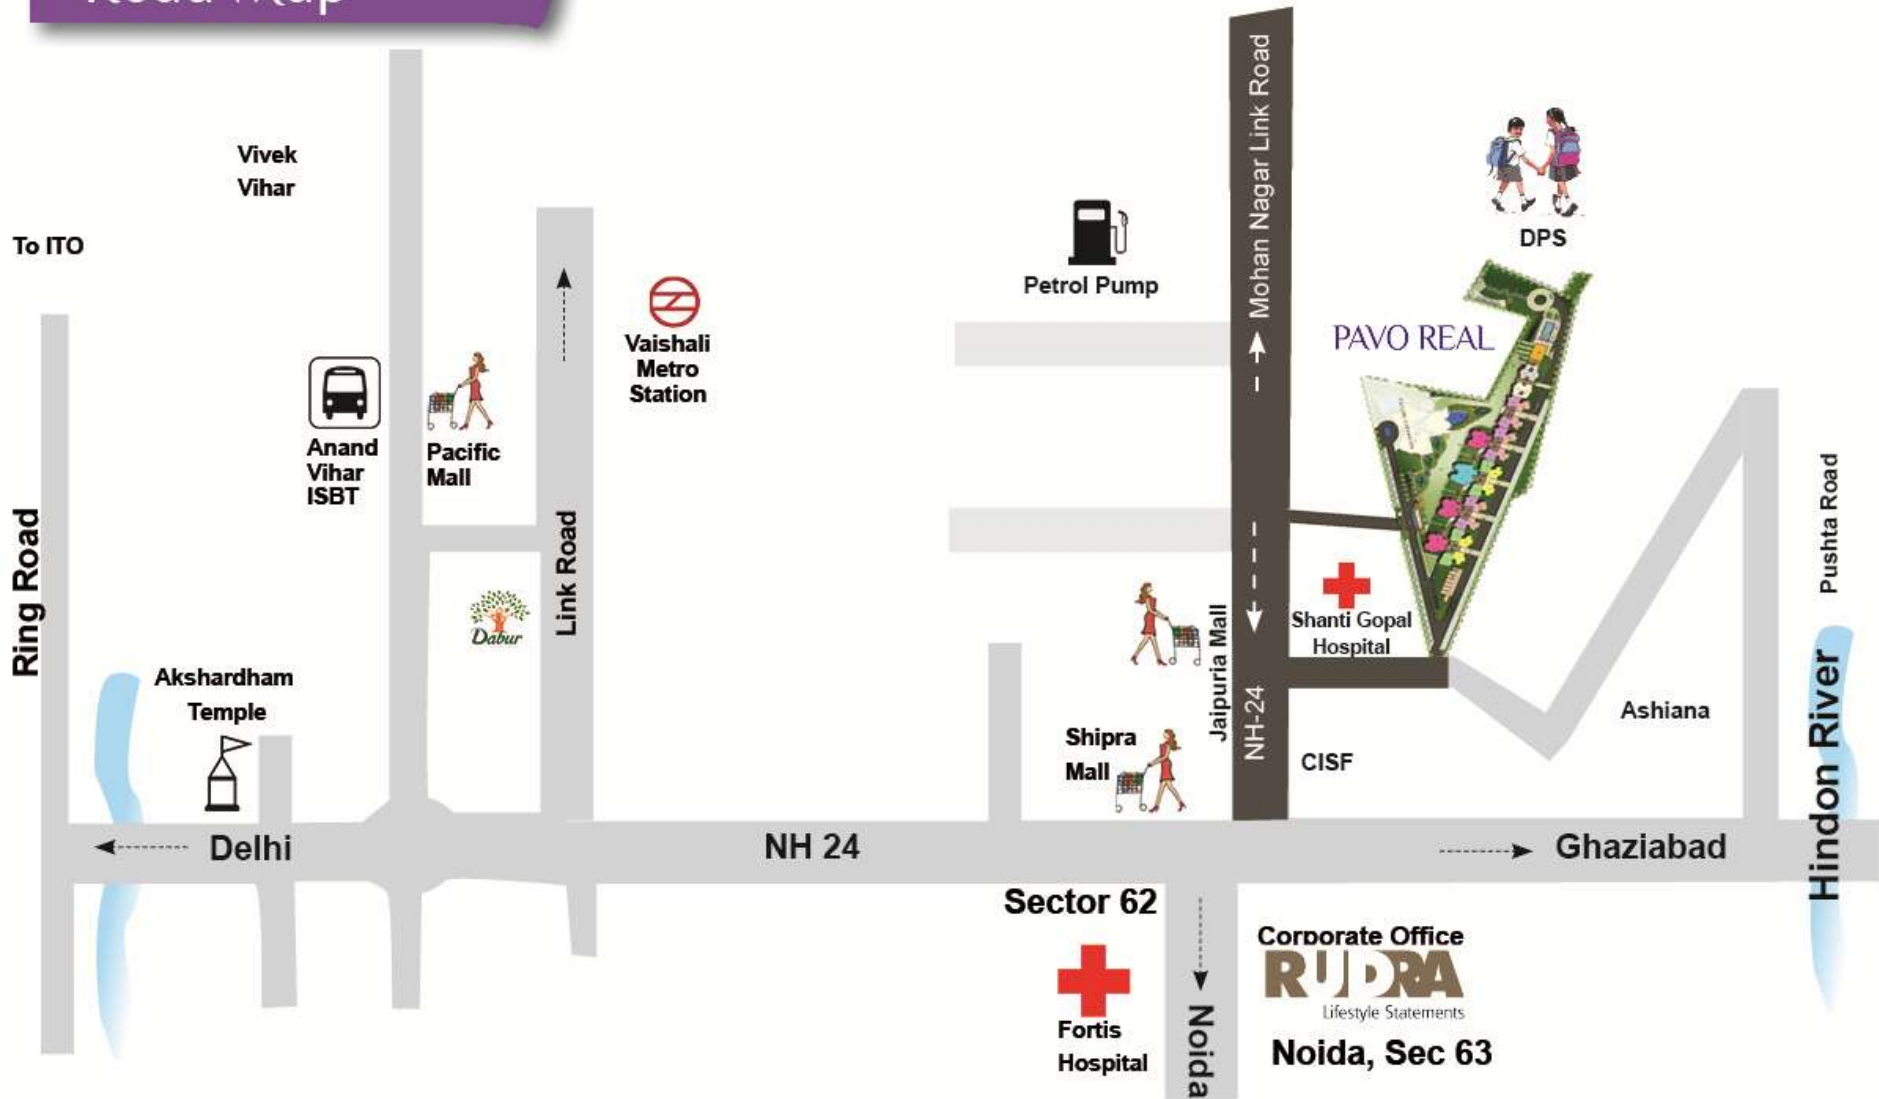 Road Map
Vivek
Vihar
To ITO
Anand
Vihar
ISBT
Pacific
Mall
Vaishali
Metro
Station
Petrol Pump
Mohan Nagar Link Road
DPS
PAVO REAL
Ring Road
Link Road
Dabur
Akshardham
Temple
Shipra
Mall
Jaipuria Mall
NH-24
Shanti Gopal
Hospital
CISF
Ashiana
Pushta Road
Hindon River
Delhi
NH 24
Ghaziabad
Sector 62
Fortis
Hospital
Noida
Corporate Office
RUDRA
Lifestyle Statements
Noida, Sec 63